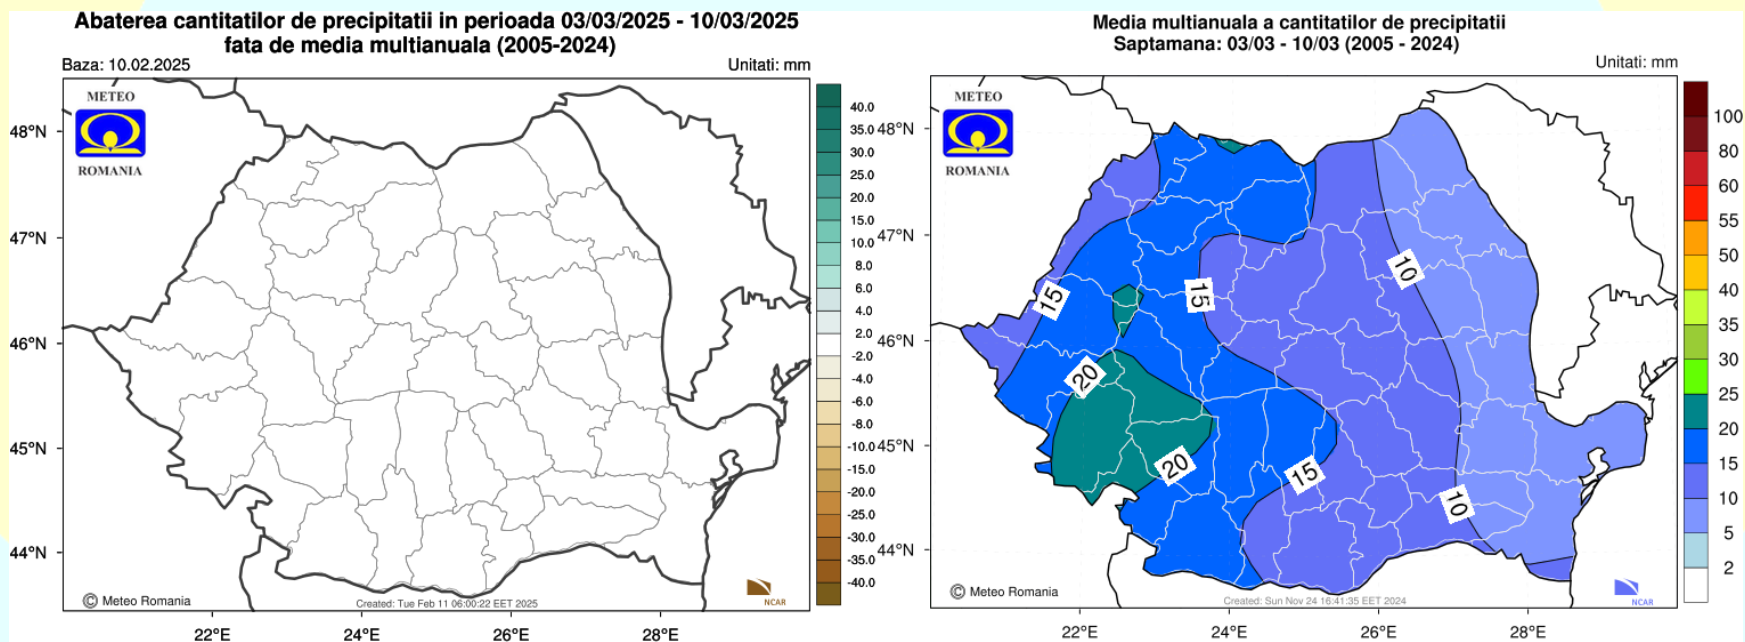 Abaterea cantitatilor de precipitatii in perioada 03/03/2025 - 10/03/2025
fata de media multianuala (2005-2024)
Baza: 10.02.2025
Unitati: mm
METEO
ROMANIA
48°N
47°N
46°N
45°N
44°N
22°E
24°E
26°E
28°E
40.0
35.0
30.0
25.0
20.0
15.0
10.0
8.0
6.0
4.0
2.0
-2.0
-4.0
-6.0
-8.0
-10.0
-15.0
-20.0
-25.0
-30.0
-35.0
-40.0
© Meteo Romania
Created: Tue Feb 11 06:00:22 EET 2025
NCAR
Media multianuala a cantitatilor de precipitatii
Saptamana: 03/03 - 10/03 (2005 - 2024)
Unitati: mm
METEO
ROMANIA
48°N
47°N
46°N
45°N
44°N
22°E
24°E
26°E
28°E
10
15
15
20
20
15
10
100
80
60
55
50
40
35
30
25
20
15
10
5
2
© Meteo Romania
Created: Sun Nov 24 16:41:35 EET 2024
NCAR